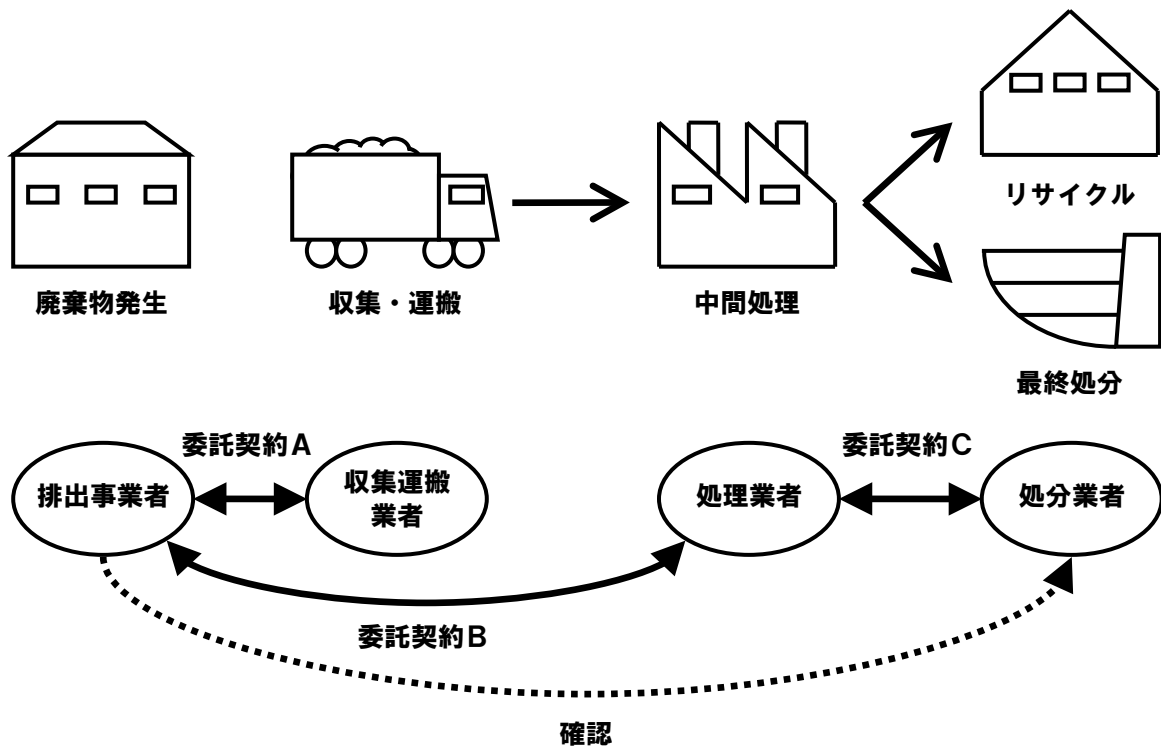 リサイクル
廃棄物発生
収集・運搬
中間処理
最終処分
委託契約A
委託契約C
排出事業者
収集運搬
業者
処理業者
処分業者
委託契約B
確認